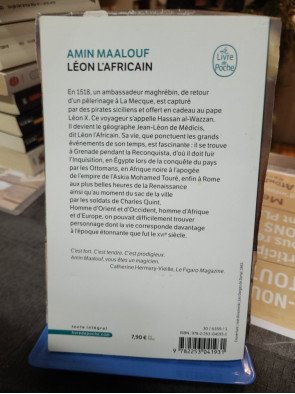 AMIN MAALOUF
LÉON L'AFRICAIN
Le Livre de Poche
En 1518, un ambassadeur maghrébin, de retour
d'un pèlerinage à La Mecque, est capturé
par des pirates siciliens et offert en cadeau au pape
Léon X. Ce voyageur s'appelle Hassan al-Wazzan.
Il devient le géographe Jean-Léon de Médicis,
dit Léon l'Africain. Sa vie, que ponctuent les grands
événements de son temps, est fascinante : il se trouve
à Grenade pendant la Reconquista, d'où il doit fuir
l'Inquisition, en Égypte lors de la conquête du pays
par les Ottomans, en Afrique noire à l'apogée
de l'empire de l'Askia Mohamed Touré, enfin à Rome
aux plus belles heures de la Renaissance
ainsi qu'au moment du sac de la ville
par les soldats de Charles Quint.
Homme d'Orient et d'Occident, homme d'Afrique
et d'Europe, on pouvait difficilement trouver
personnage dont la vie correspondît davantage
à l'époque étonnante que fut le XVIe siècle.
C'est fort. C'est tendre. C'est prodigieux.
Amin Maalouf, vous êtes un magicien.
Catherine Hermary-Vieille, Le Figaro Magazine.
texte intégral
7,90 €
9 782253 041931